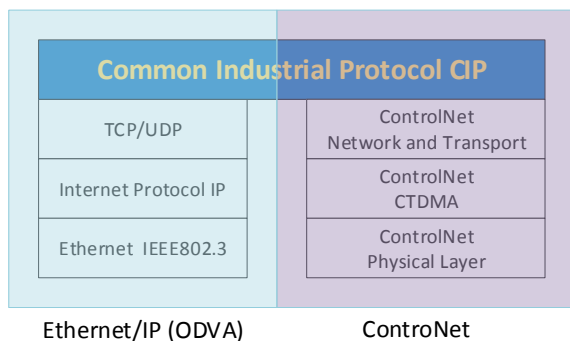 Common Industrial Protocol CIP
TCP/UDP
ControlNet
Network and Transport
Internet Protocol IP
ControlNet
CTDMA
Ethernet IEEE802.3
ControlNet
Physical Layer
Ethernet/IP (ODVA)
ControNet